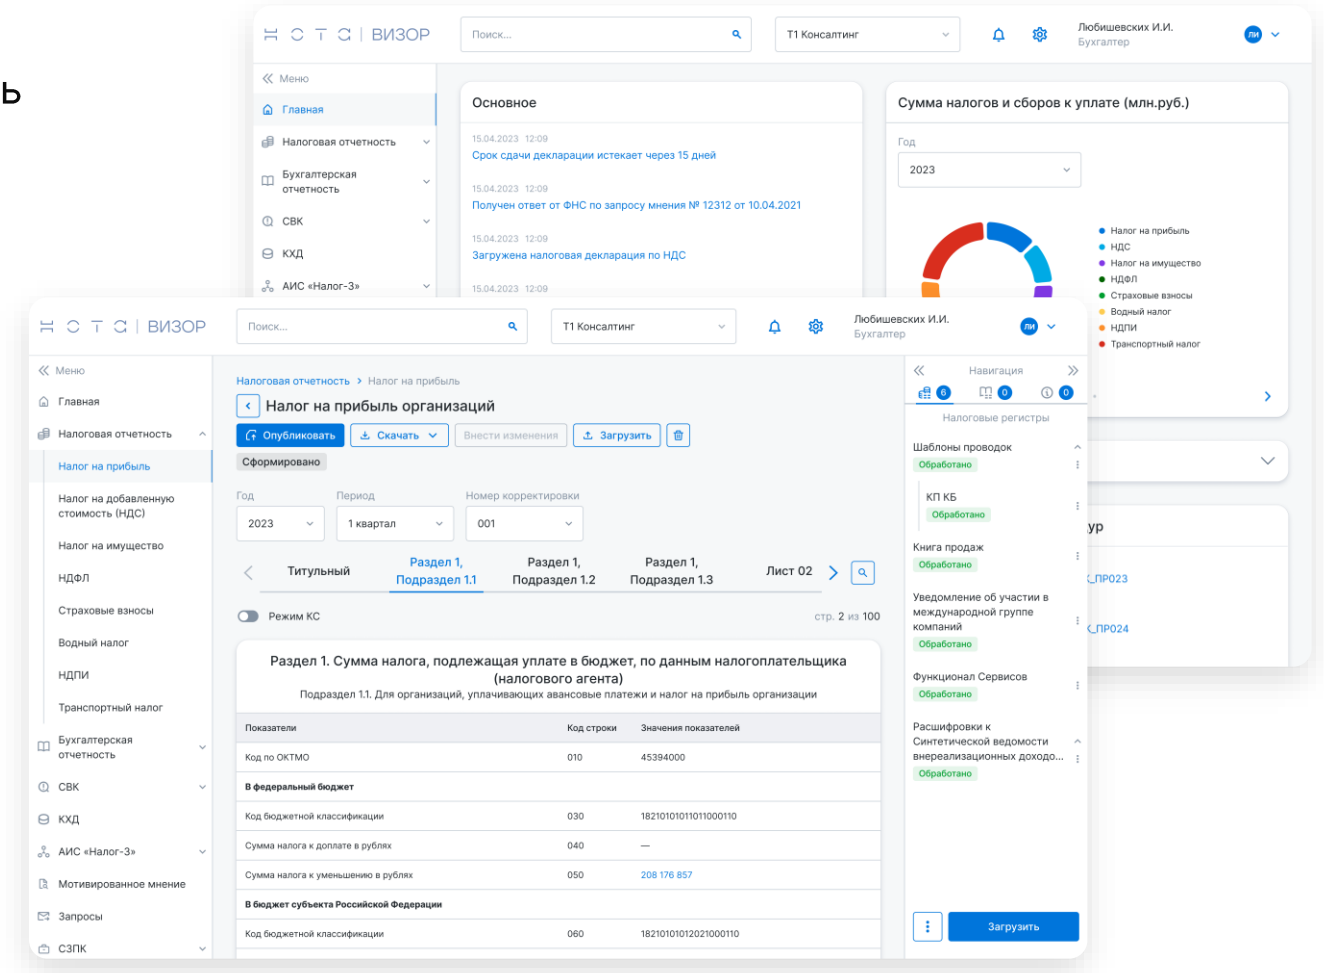 ь
НОТА | ВИЗОР
Поиск...
Т1 Консалтинг
Любишевских И.И.
Бухгалтер
ЛИ
Меню
Главная
Налоговая отчетность
Бухгалтерская
отчетность
СВК
КХД
АИС «Налог-3»
Основное
15.04.2023 12:09
Срок сдачи декларации истекает через 15 дней
15.04.2023 12:09
Получен ответ от ФНС по запросу мнения № 12312 от 10.04.2021
15.04.2023 12:09
Загружена налоговая декларация по НДС
15.04.2023 12:09
Сумма налогов и сборов к уплате (млн.руб.)
Год
2023
Налог на прибыль
НДС
Налог на имущество
НДФЛ
Страховые взносы
Водный налог
НДПИ
Транспортный налог
ур
К_ПР023
К_ПР024
НОТА | ВИЗОР
Поиск...
Т1 Консалтинг
Любишевских И.И.
Бухгалтер
ЛИ
Меню
Главная
Налоговая отчетность
Налог на прибыль
Налог на добавленную
стоимость (НДС)
Налог на имущество
НДФЛ
Страховые взносы
Водный налог
НДПИ
Транспортный налог
Бухгалтерская
отчетность
СВК
КХД
АИС «Налог-3»
Мотивированное мнение
Запросы
СЗПК
Налоговая отчетность > Налог на прибыль
Налог на прибыль организаций
Опубликовать
Скачать
Внести изменения
Загрузить
Сформировано
Год
Период
Номер корректировки
2023
1 квартал
001
Титульный
Раздел 1,
Подраздел 1.1
Раздел 1,
Подраздел 1.2
Раздел 1,
Подраздел 1.3
Лист 02
Режим КС
стр. 2 из 100
Раздел 1. Сумма налога, подлежащая уплате в бюджет, по данным налогоплательщика
(налогового агента)
Подраздел 1.1. Для организаций, уплачивающих авансовые платежи и налог на прибыль организации
Показатели Код строки Значения показателей
Код по ОКТМО 010 45394000
В федеральный бюджет
Код бюджетной классификации 030 18210101011011000110
Сумма налога к доплате в рублях 040 —
Сумма налога к уменьшению в рублях 050 208 176 857
В бюджет субъекта Российской Федерации
Код бюджетной классификации 060 18210101012021000110
Навигация
6
0
0
Налоговые регистры
Шаблоны проводок
Обработано
КП КБ
Обработано
Книга продаж
Обработано
Уведомление об участии в
международной группе
компаний
Обработано
Функционал Сервисов
Обработано
Расшифровки к
Синтетической ведомости
внереализационных доходо...
Обработано
Загрузить